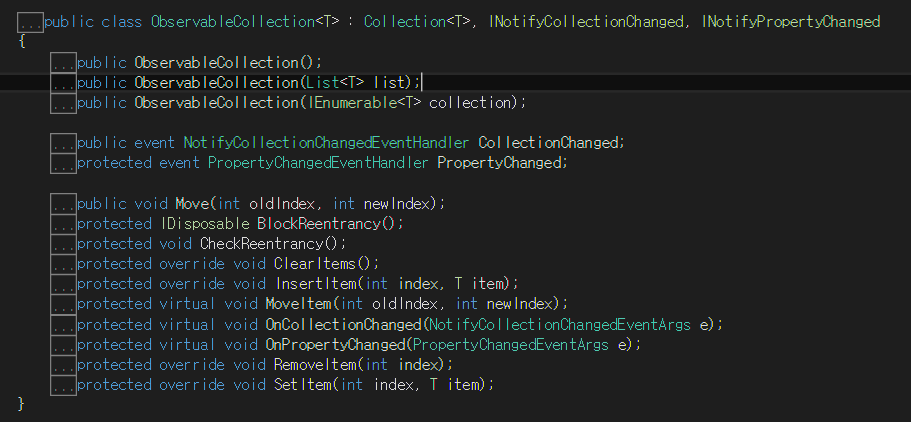 ...public class ObservableCollection<T> : Collection<T>, INotifyCollectionChanged, INotifyPropertyChanged
{
...public ObservableCollection();
...public ObservableCollection(List<T> list);
...public ObservableCollection(IEnumerable<T> collection);
...public event NotifyCollectionChangedEventHandler CollectionChanged;
...protected event PropertyChangedEventHandler PropertyChanged;
...public void Move(int oldIndex, int newIndex);
...protected IDisposable BlockReentrancy();
...protected void CheckReentrancy();
...protected override void ClearItems();
...protected override void InsertItem(int index, T item);
...protected virtual void MoveItem(int oldIndex, int newIndex);
...protected virtual void OnCollectionChanged(NotifyCollectionChangedEventArgs e);
...protected virtual void OnPropertyChanged(PropertyChangedEventArgs e);
...protected override void RemoveItem(int index);
...protected override void SetItem(int index, T item);
}